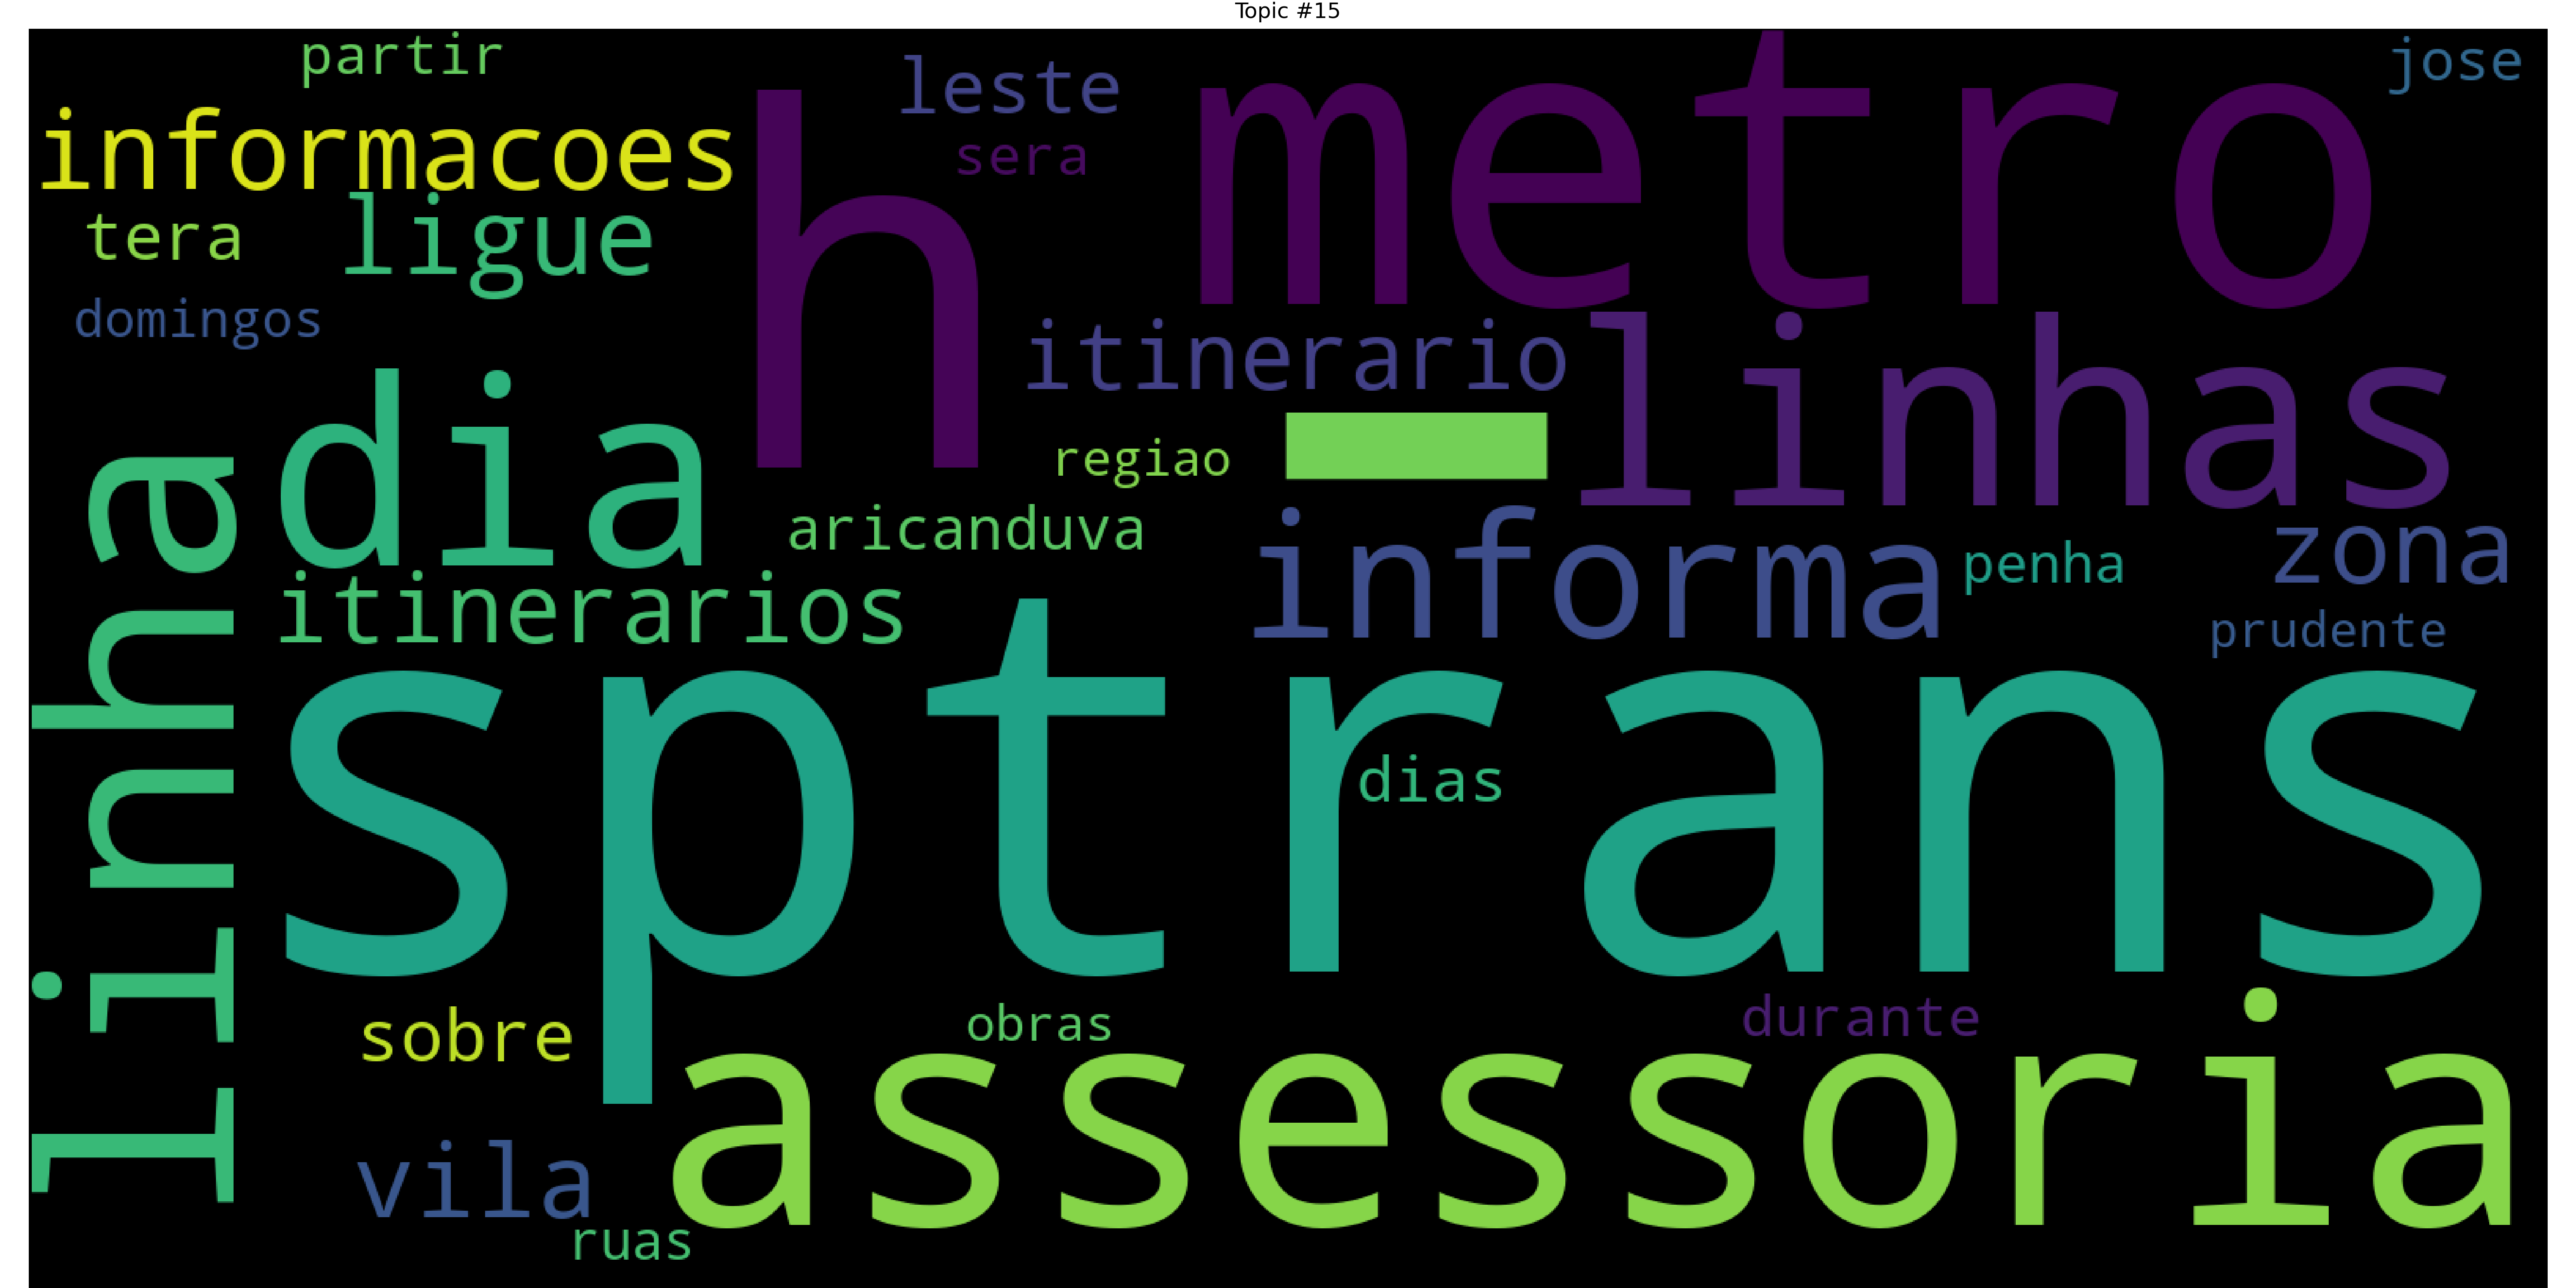 Topic #15
partir
leste
metro
jose
informacoes
h
sera
tera
ligue
domingos
itinerario
linhas
dia
regiao
linha
aricanduva
informa
penha
zona
itinerarios
prudente
sptrans
dias
sobre
obras
durante
assessoria
vila
ruas